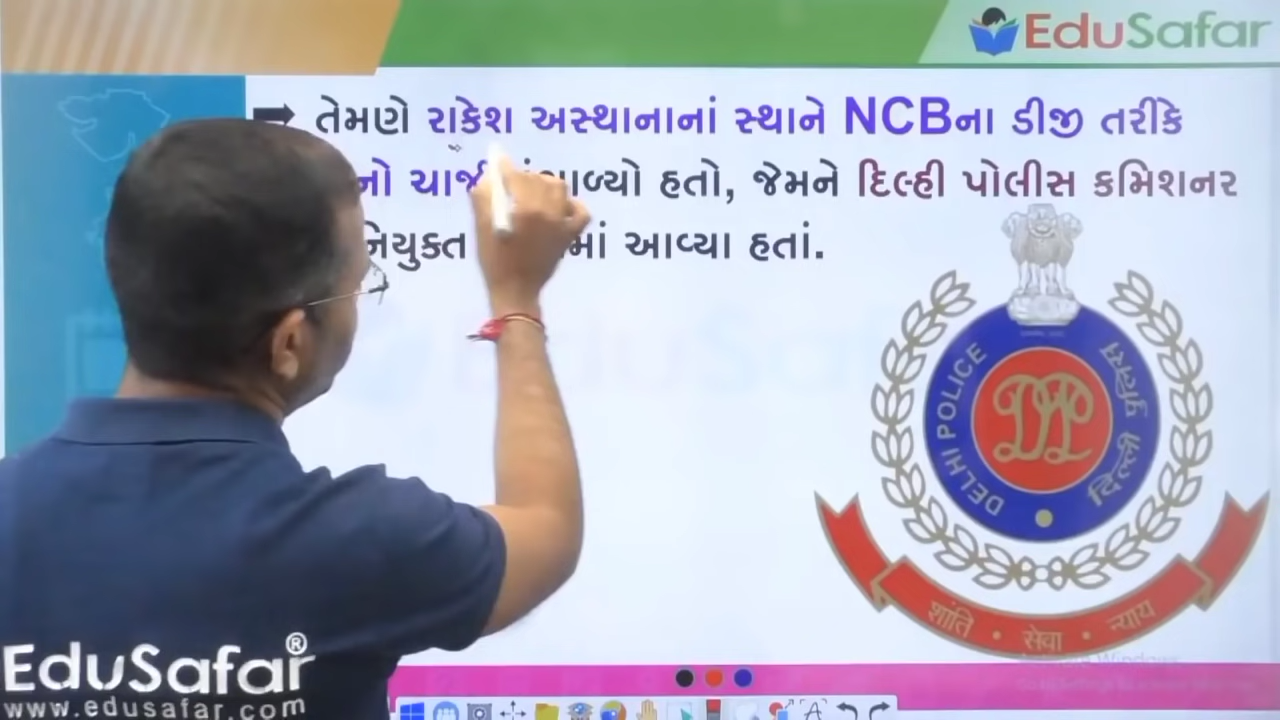 EduSafar
તેમણે રાકેશ અસ્થાનાનાં સ્થાને NCBના ડીજી તરીકે
નો ચાર્જ હતો, જેમને દિલ્હી પોલીસ કમિશનર
નિયુક્ત આવ્યા હતાં.
DELHI POLICE
दिल्ली पुलिस
शांति • सेवा • न्याय
EduSafar®
www.edusafar.com